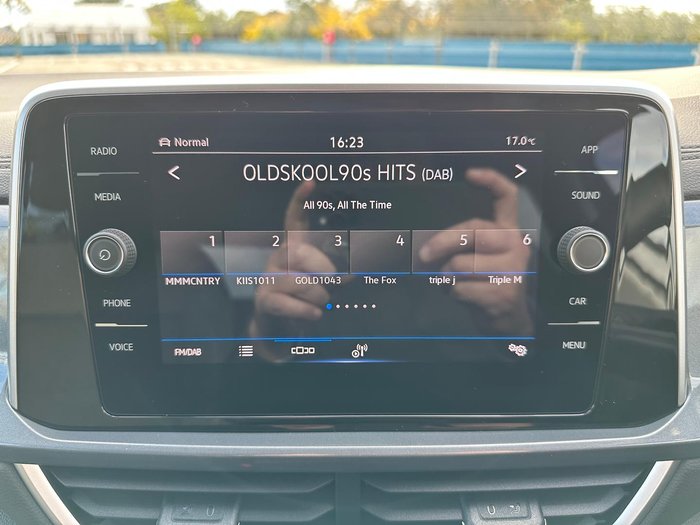 RADIO
MEDIA
PHONE
VOICE
Normal 16:23 17.0°C
< OLDSKOOL90s HITS (DAB) >
All 90s, All The Time
1 2 3 4 5 6
MMMCNTRY KIIS1011 GOLD1043 The Fox triple j Triple M
FM/DAB
APP
SOUND
CAR
MENU